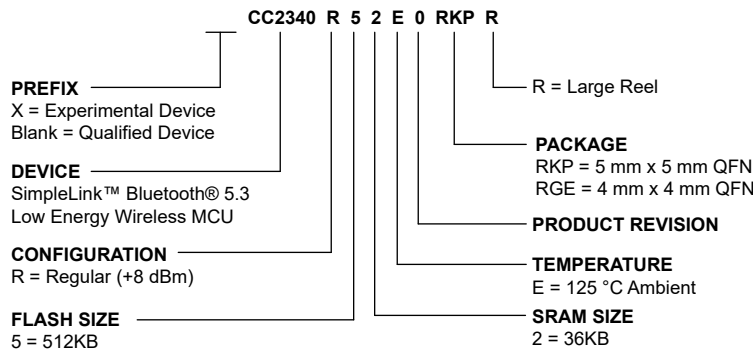 CC2340 R 5 2 E 0 RKP R
PREFIX
X = Experimental Device
Blank = Qualified Device
DEVICE
SimpleLink™ Bluetooth® 5.3
Low Energy Wireless MCU
CONFIGURATION
R = Regular (+8 dBm)
FLASH SIZE
5 = 512KB
R = Large Reel
PACKAGE
RKP = 5 mm x 5 mm QFN
RGE = 4 mm x 4 mm QFN
PRODUCT REVISION
TEMPERATURE
E = 125 °C Ambient
SRAM SIZE
2 = 36KB